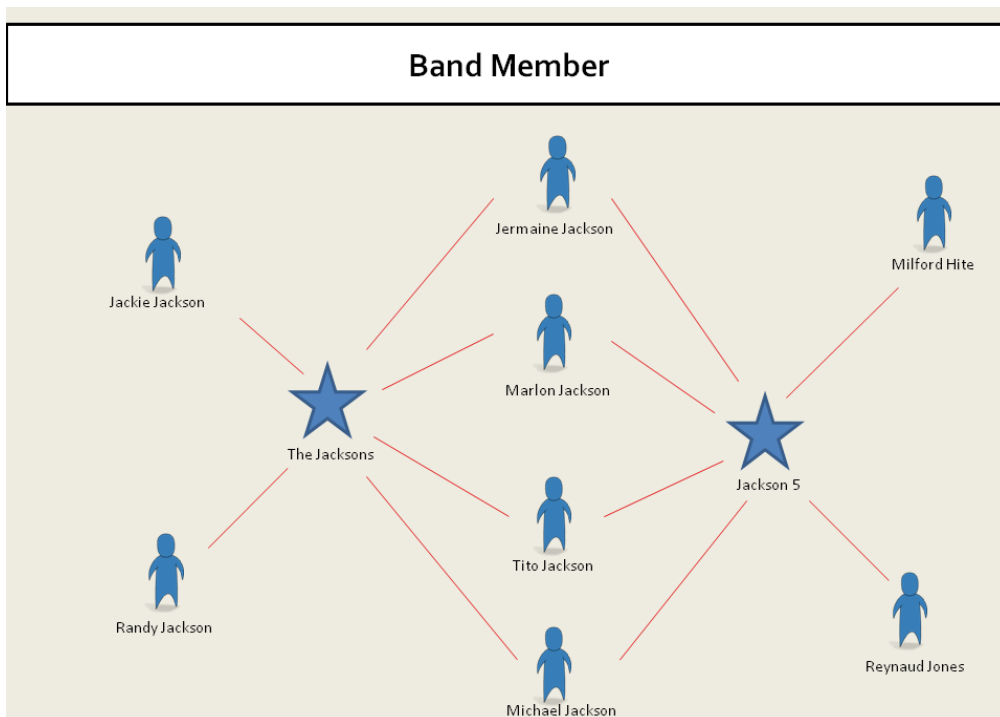 Band Member
Jermaine Jackson
Milford Hite
Jackie Jackson
Marlon Jackson
The Jacksons
Jackson 5
Tito Jackson
Randy Jackson
Reynaud Jones
Michael Jackson